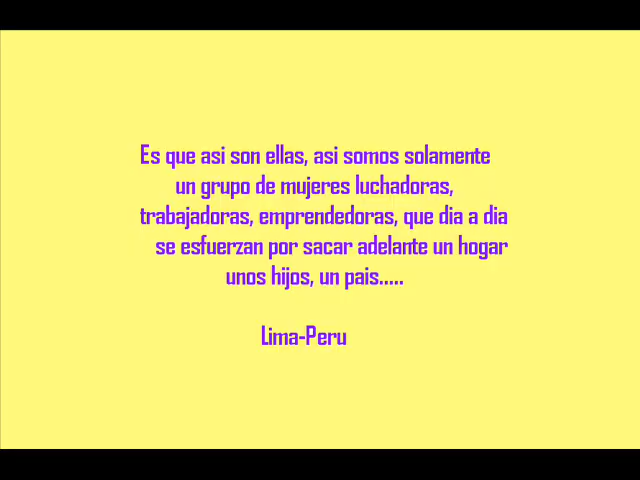 Es que asi son ellas, asi somos solamente
un grupo de mujeres luchadoras,
trabajadoras, emprendedoras, que dia a dia
se esfuerzan por sacar adelante un hogar
unos hijos, un pais.....
Lima-Peru